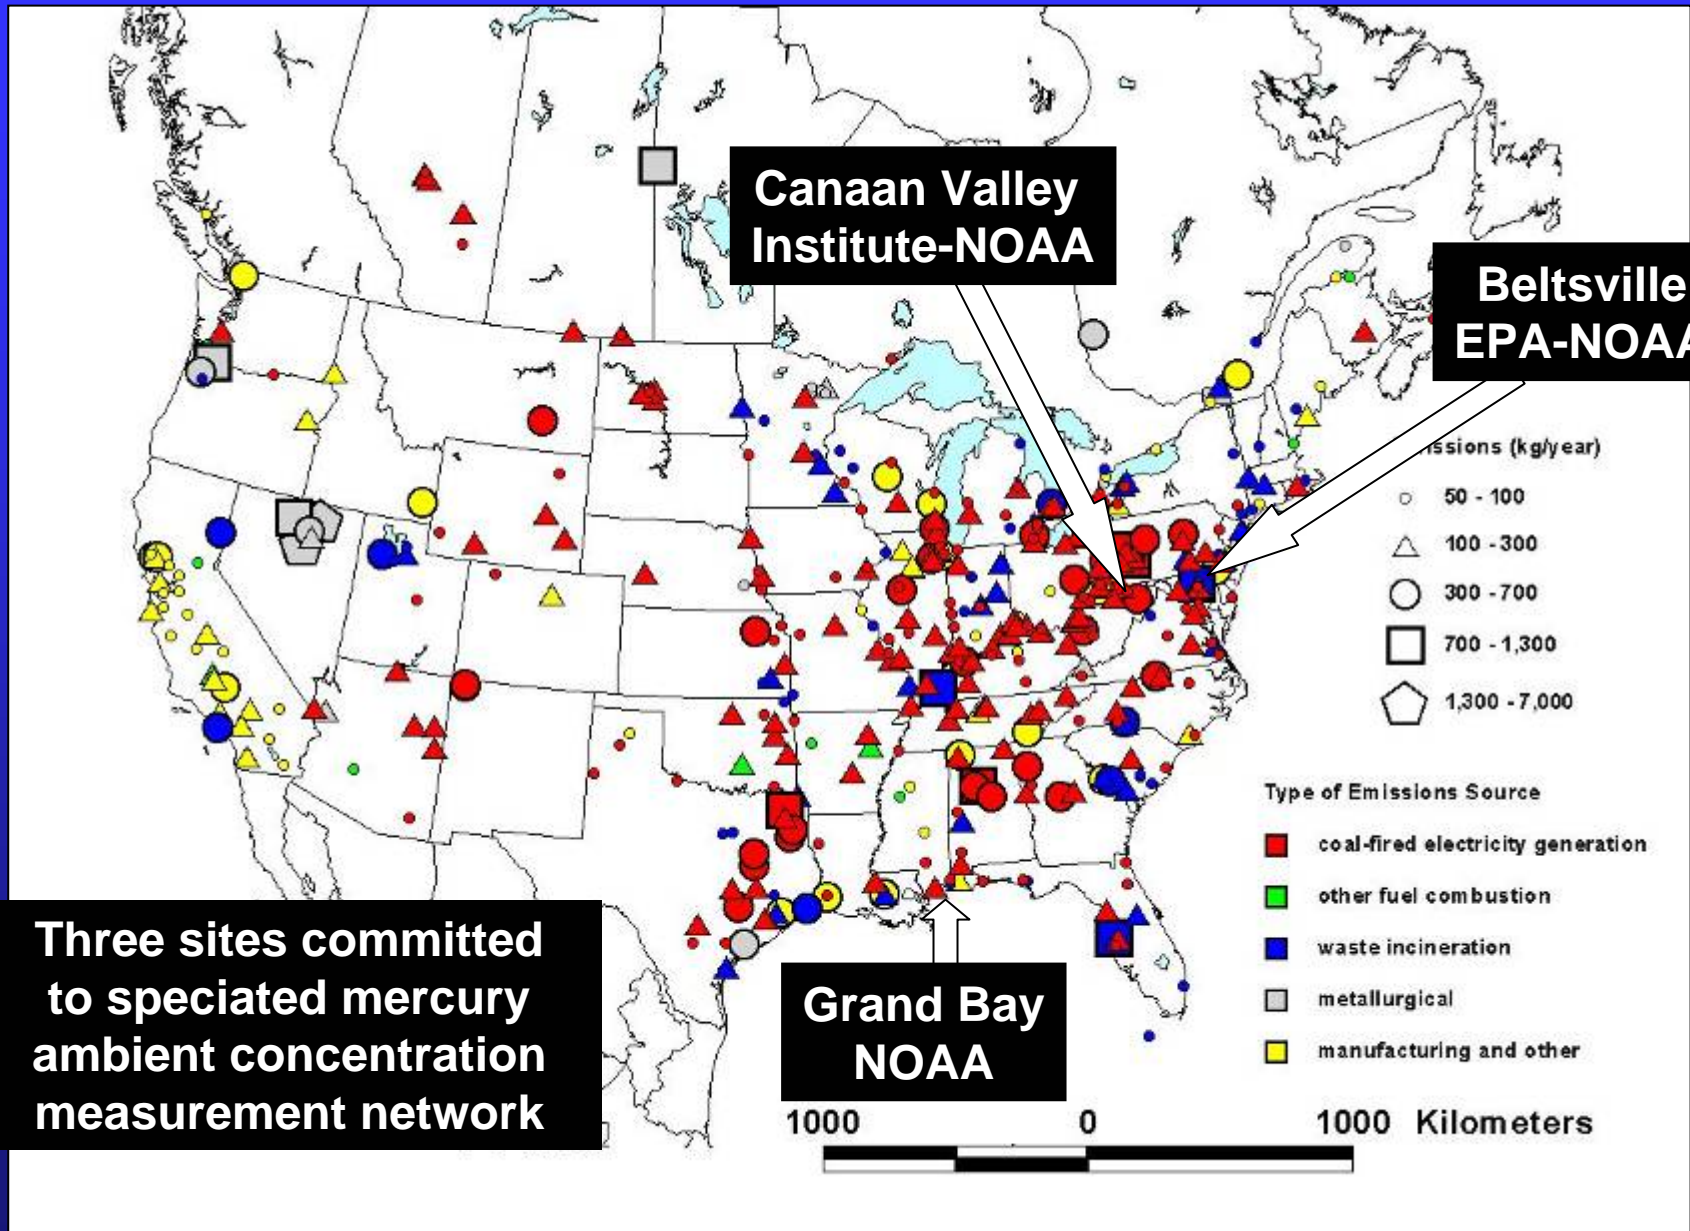 Canaan Valley
Institute-NOAA
Beltsville
EPA-NOAA
ssions (kg/year)
50 - 100
100 - 300
300 - 700
700 - 1,300
1,300 - 7,000
Type of Emissions Source
coal-fired electricity generation
other fuel combustion
waste incineration
metallurgical
manufacturing and other
Three sites committed
to speciated mercury
ambient concentration
measurement network
Grand Bay
NOAA
1000 0 1000 Kilometers